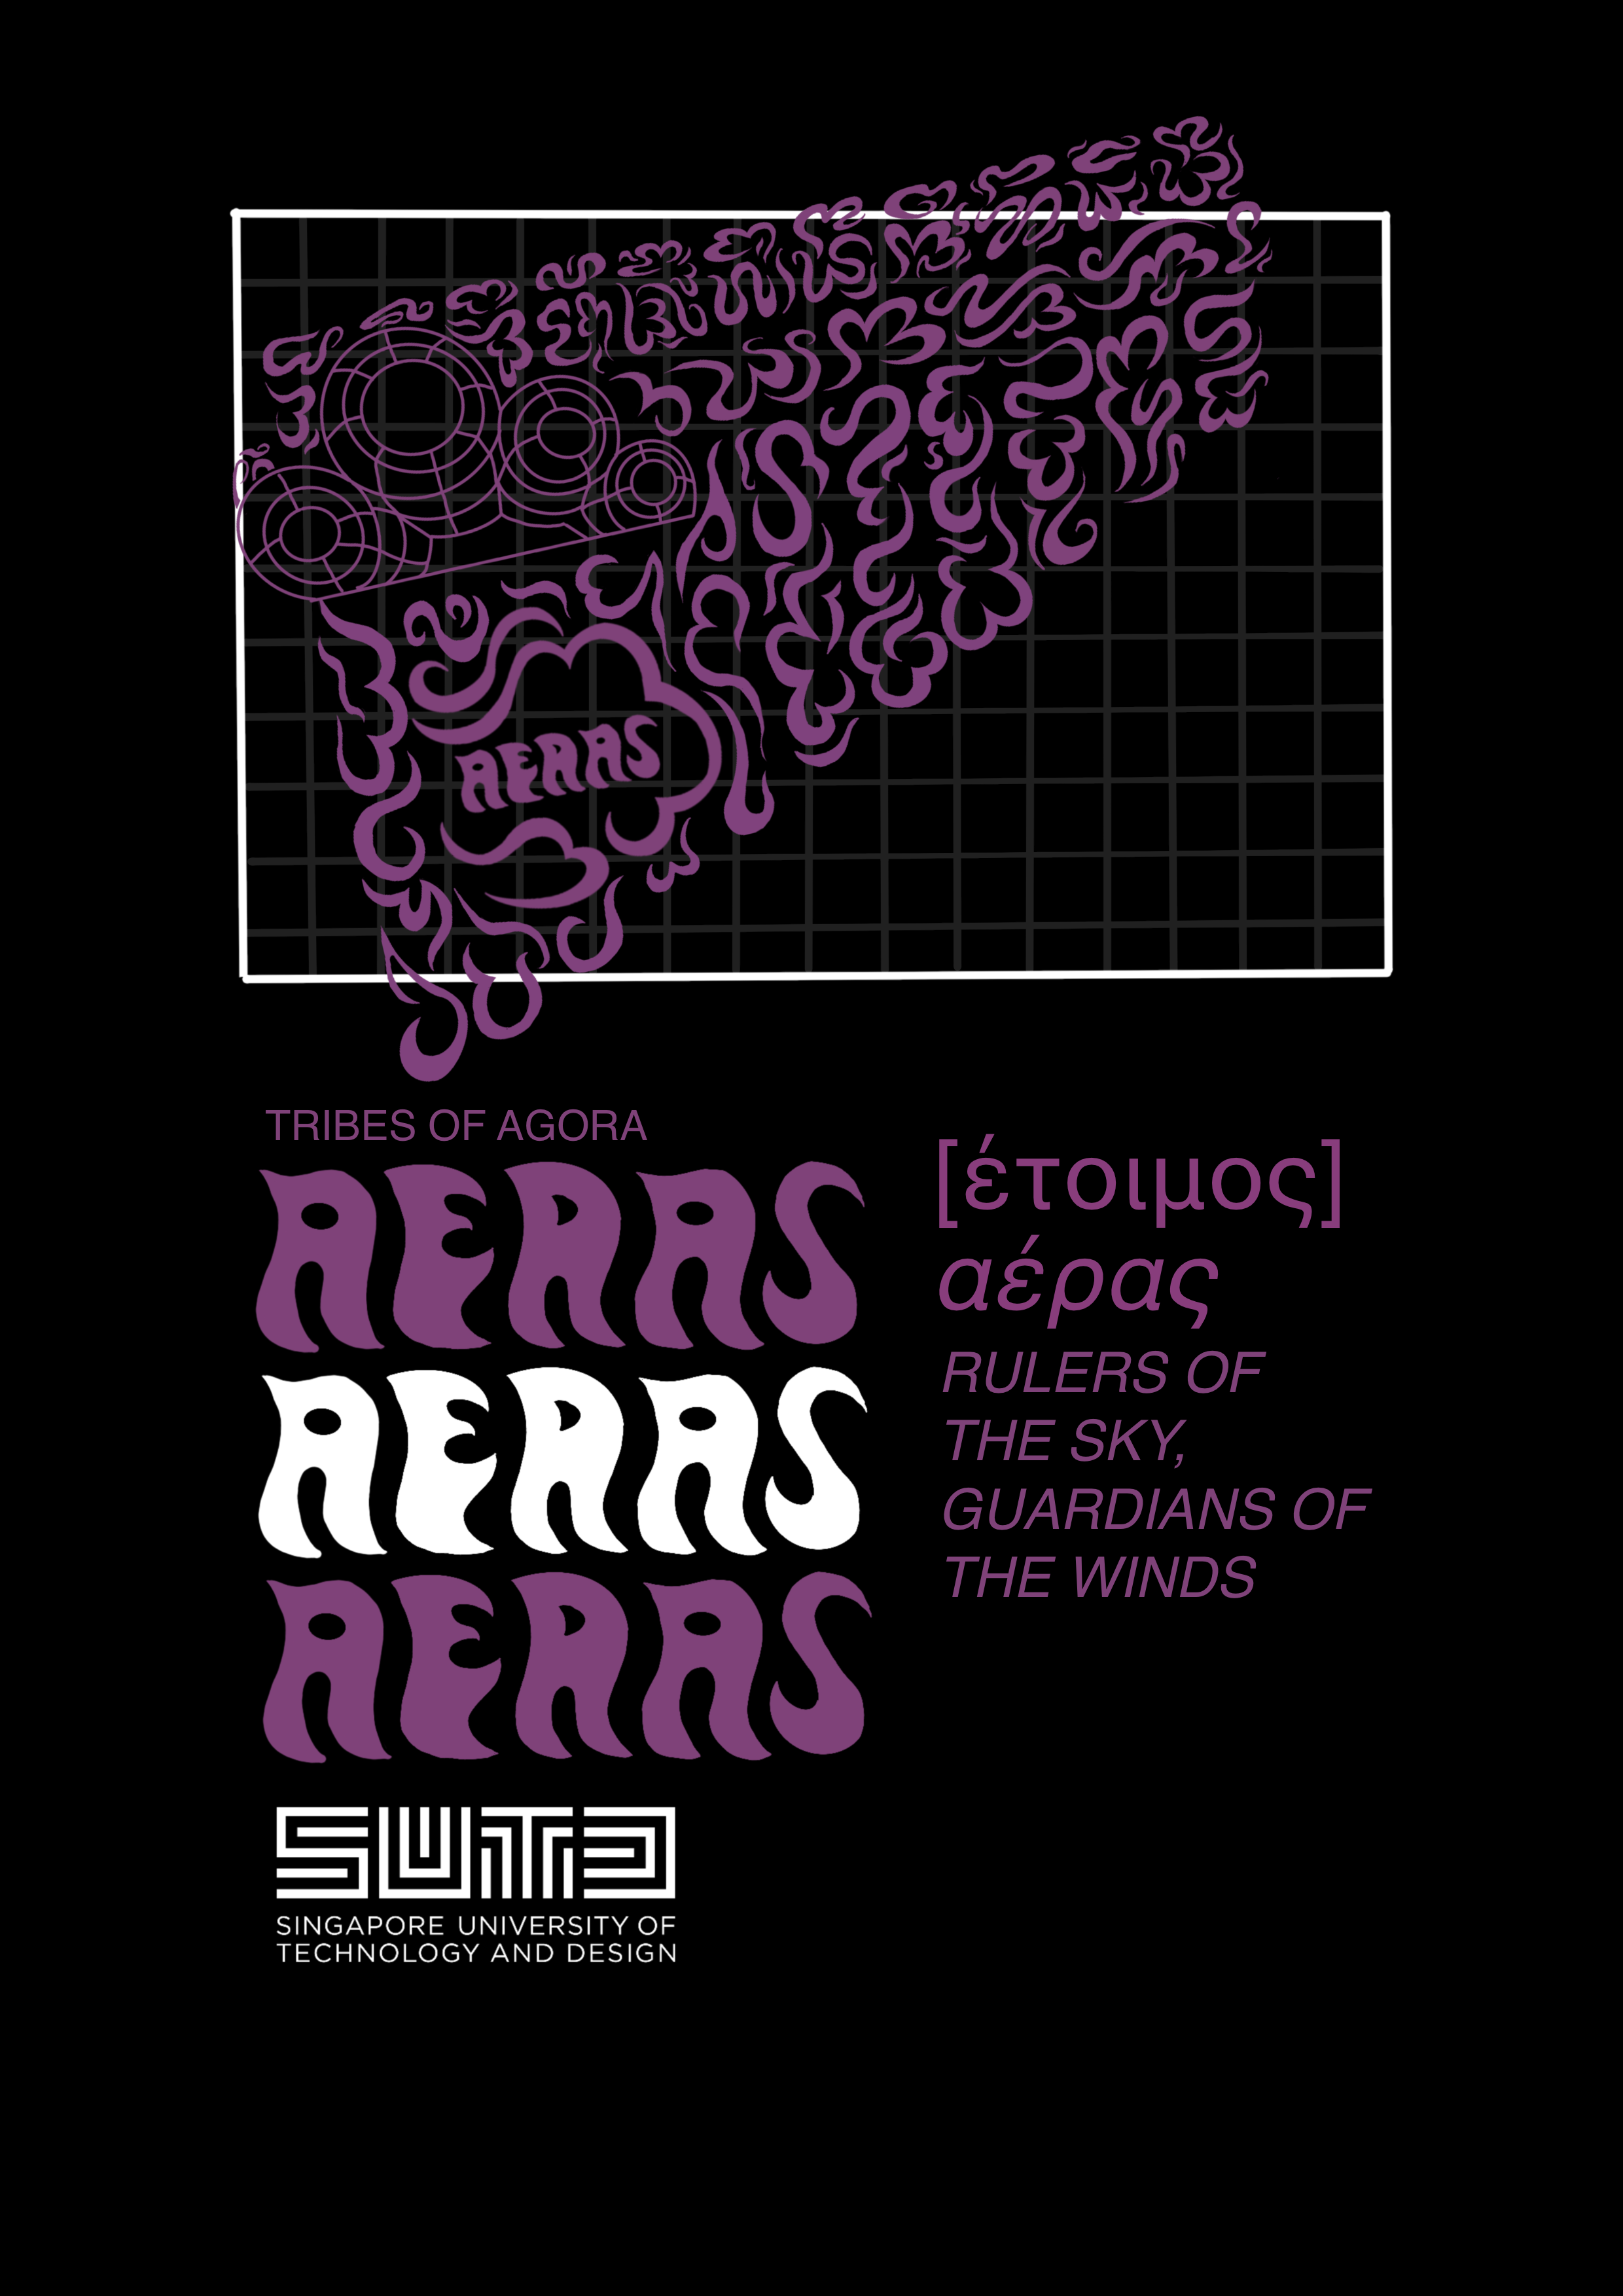 AERAS
TRIBES OF AGORA
AERAS
AERAS
AERAS
[έτοιμος]
αέρας
RULERS OF
THE SKY,
GUARDIANS OF
THE WINDS
SUTD
SINGAPORE UNIVERSITY OF
TECHNOLOGY AND DESIGN